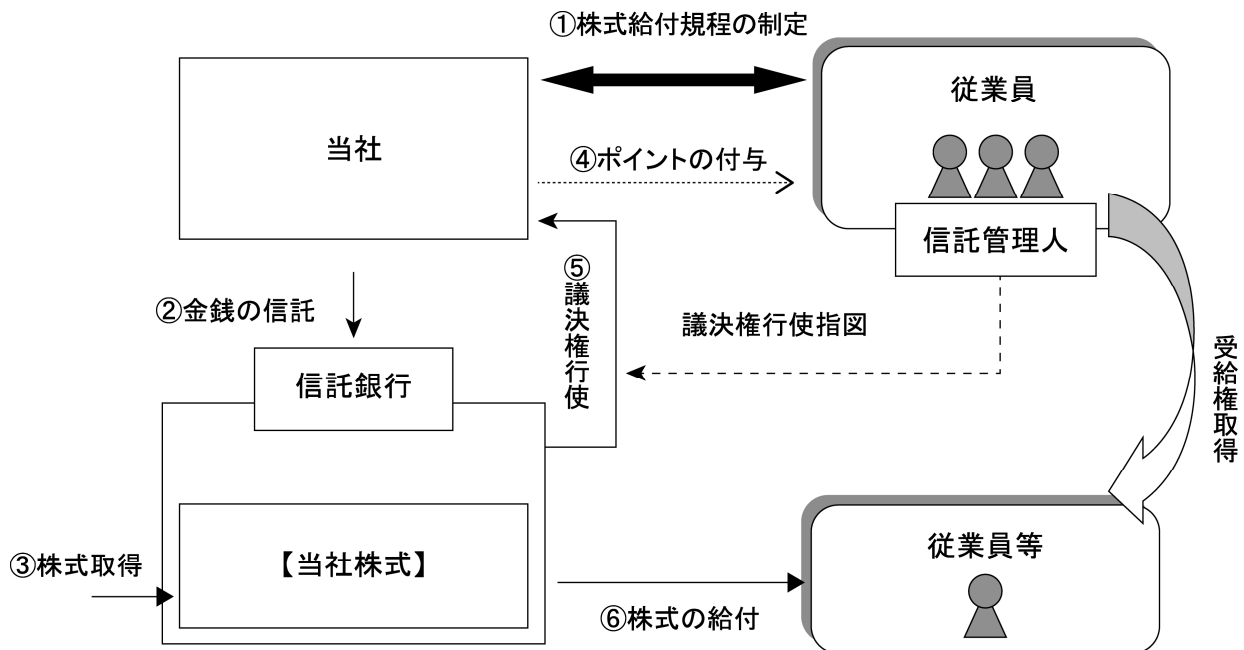 ①株式給付規程の制定
従業員
当社
④ポイントの付与
信託管理人
②金銭の信託
⑤議決権行使
議決権行使指図
受給権取得
信託銀行
③株式取得
【当社株式】
従業員等
⑥株式の給付